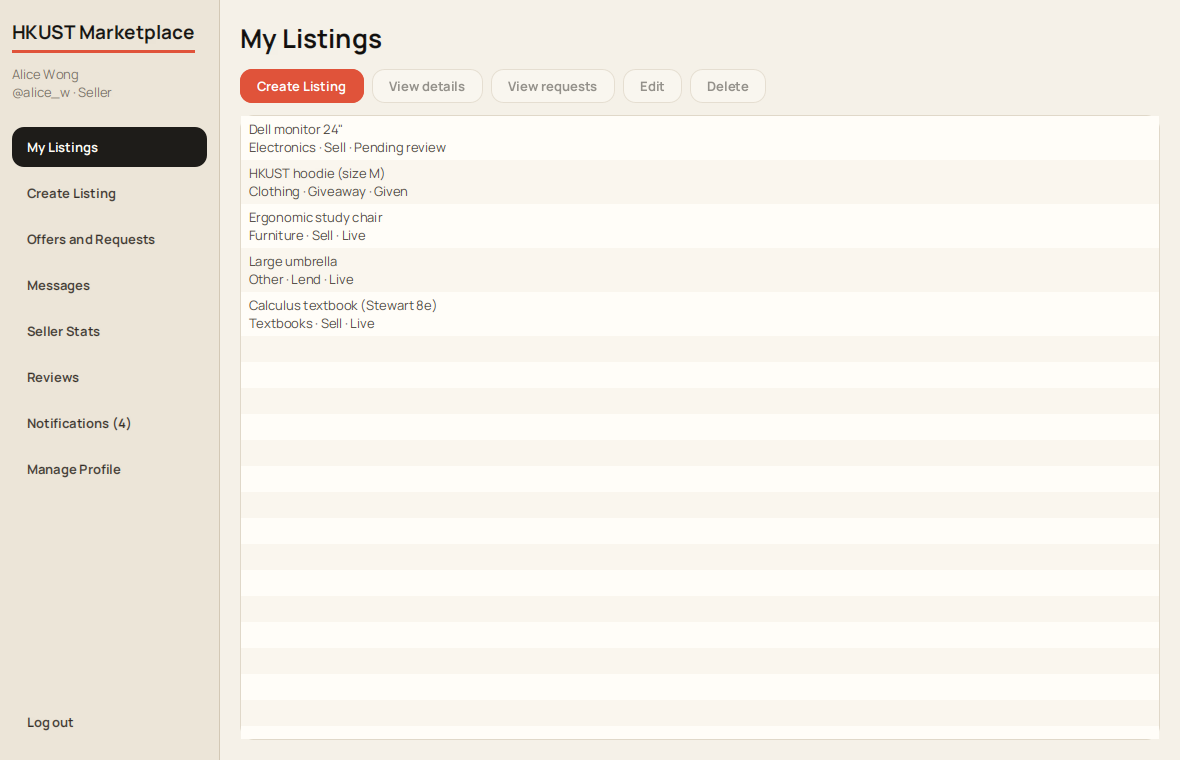 HKUST Marketplace
Alice Wong
@alice_w · Seller
My Listings
Create Listing
Offers and Requests
Messages
Seller Stats
Reviews
Notifications (4)
Manage Profile
Log out
My Listings
Create Listing
View details
View requests
Edit
Delete
Dell monitor 24"
Electronics · Sell · Pending review
HKUST hoodie (size M)
Clothing · Giveaway · Given
Ergonomic study chair
Furniture · Sell · Live
Large umbrella
Other · Lend · Live
Calculus textbook (Stewart 8e)
Textbooks · Sell · Live